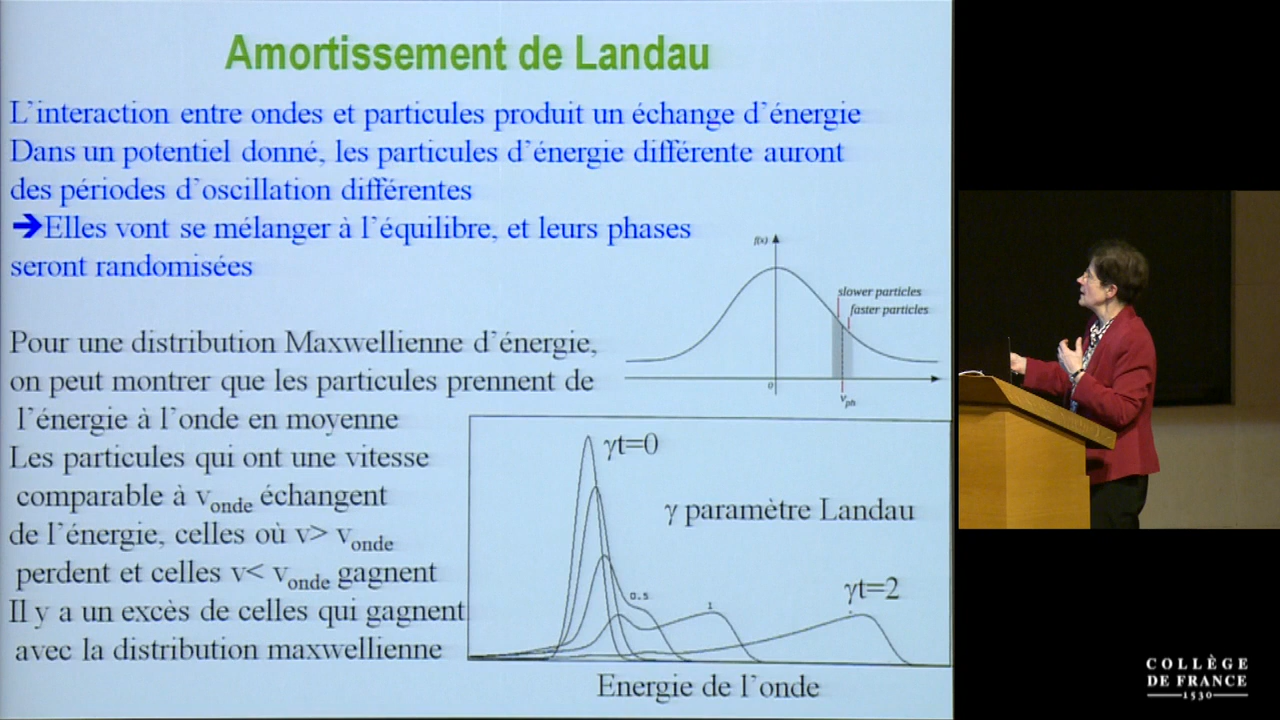 Amortissement de Landau
L'interaction entre ondes et particules produit un échange d'énergie
Dans un potentiel donné, les particules d'énergie différente auront
des périodes d'oscillation différentes
➔Elles vont se mélanger à l'équilibre, et leurs phases
seront randomisées
f(x)
slower particles
faster particles
0
vph
Pour une distribution Maxwellienne d'énergie,
on peut montrer que les particules prennent de
l'énergie à l'onde en moyenne
Les particules qui ont une vitesse
comparable à vonde échangent
de l'énergie, celles où v> vonde
perdent et celles v< vonde gagnent
Il y a un excès de celles qui gagnent
avec la distribution maxwellienne
γt=0
γ paramètre Landau
γt=2
0.5
1
Energie de l'onde
COLLÈGE
DE FRANCE
1530